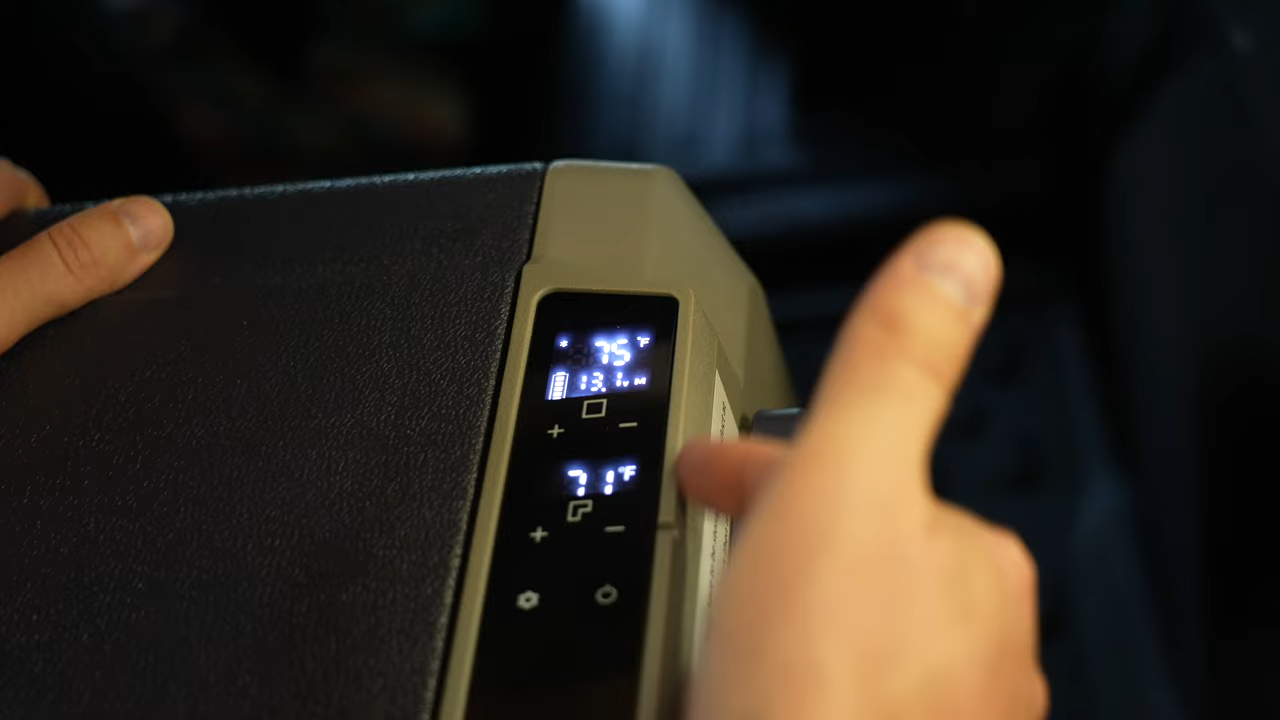 * 75 °F
13.1v M
+ −
71 °F
+ −